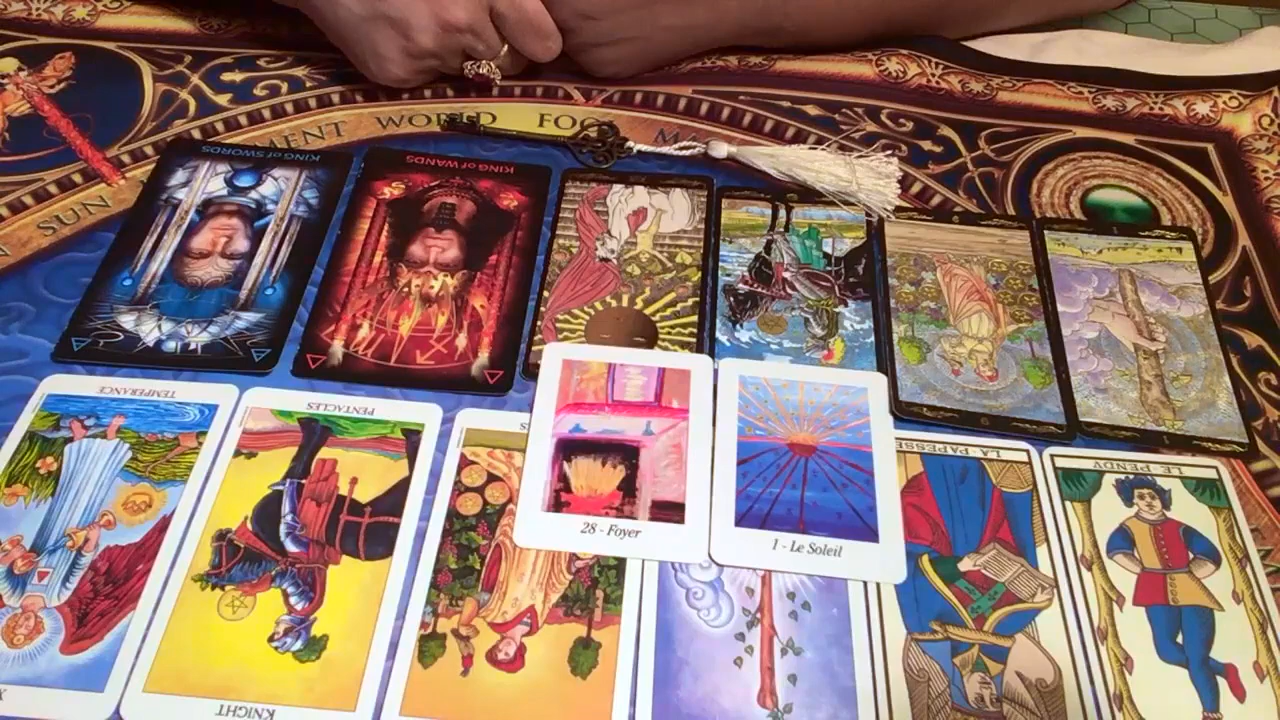 MENT WORLD FOOL
SUN
KING of SWORDS
KING of WANDS
TEMPERANCE
PENTACLES
28 - Foyer
1 - Le Soleil
LA·PAPESSE
LE·PENDV
KNIGHT